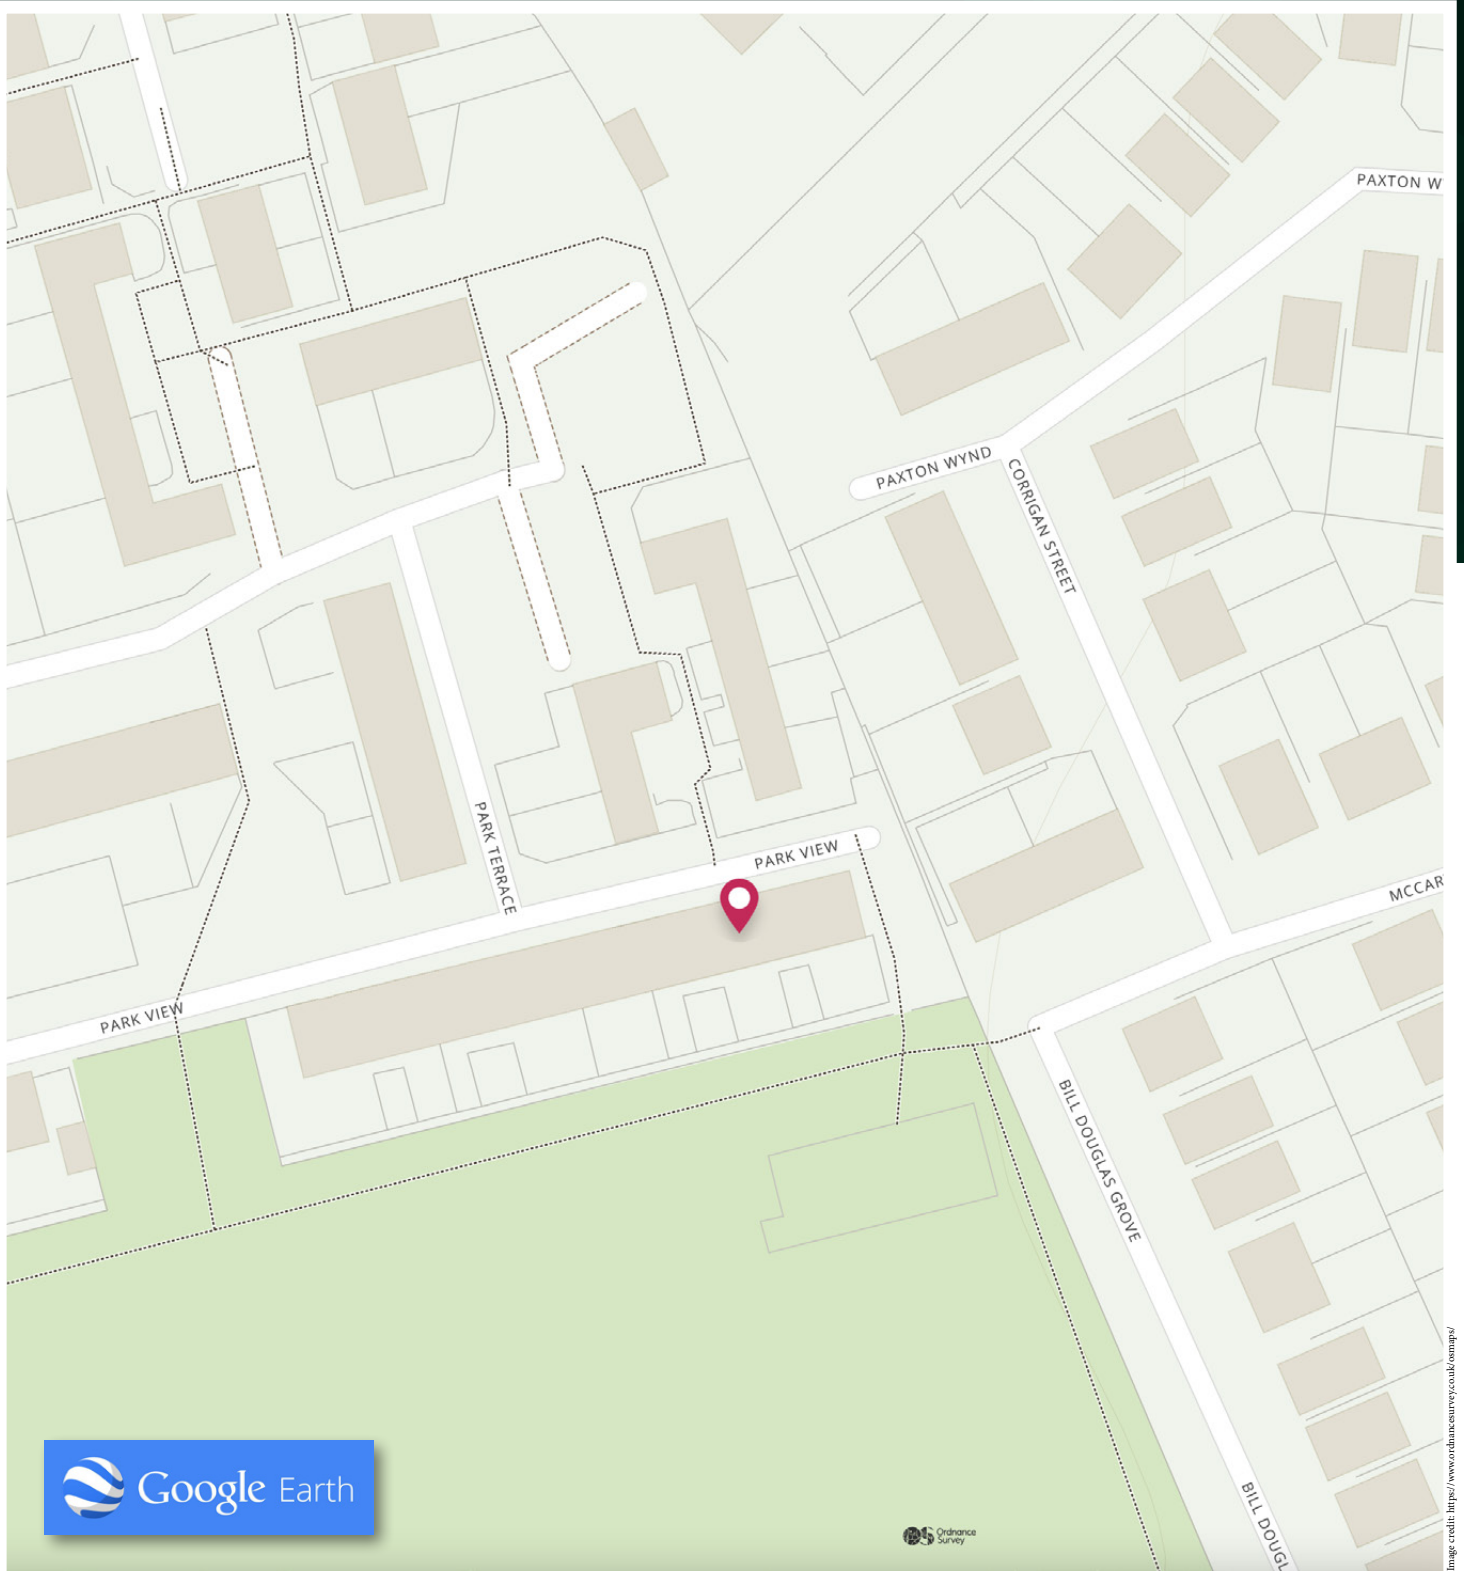 PAXTON W
PAXTON WYND
CORRIGAN STREET
PARK TERRACE
PARK VIEW
MCCAR
PARK VIEW
BILL DOUGLAS GROVE
BILL DOUGL
Google Earth
Ordnance
Survey
Image credit: https://www.ordnancesurvey.co.uk/osmaps/